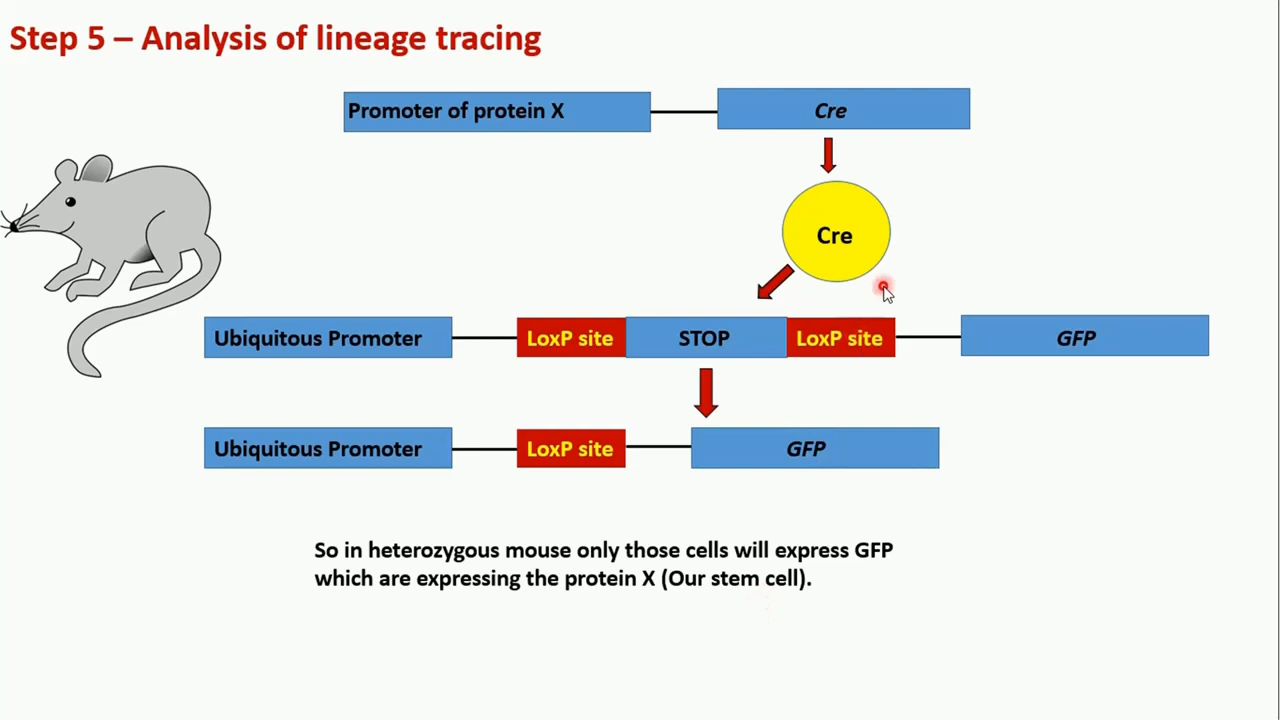 Step 5 – Analysis of lineage tracing
Promoter of protein X
Cre
Cre
Ubiquitous Promoter
LoxP site
STOP
LoxP site
GFP
Ubiquitous Promoter
LoxP site
GFP
So in heterozygous mouse only those cells will express GFP
which are expressing the protein X (Our stem cell).